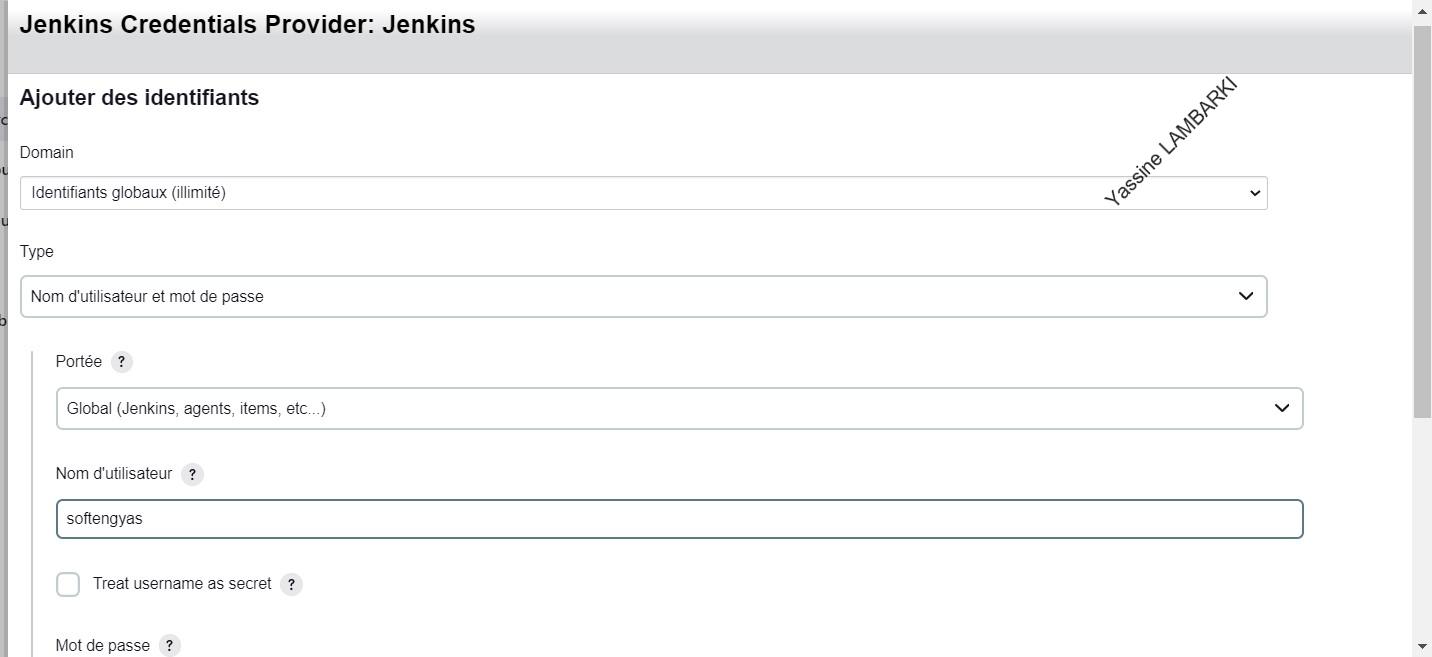 Jenkins Credentials Provider: Jenkins
Ajouter des identifiants
Yassine LAMBARKI
Domain
Identifiants globaux (illimité)
Type
Nom d'utilisateur et mot de passe
Portée ?
Global (Jenkins, agents, items, etc...)
Nom d'utilisateur ?
softengyas
Treat username as secret ?
Mot de passe ?